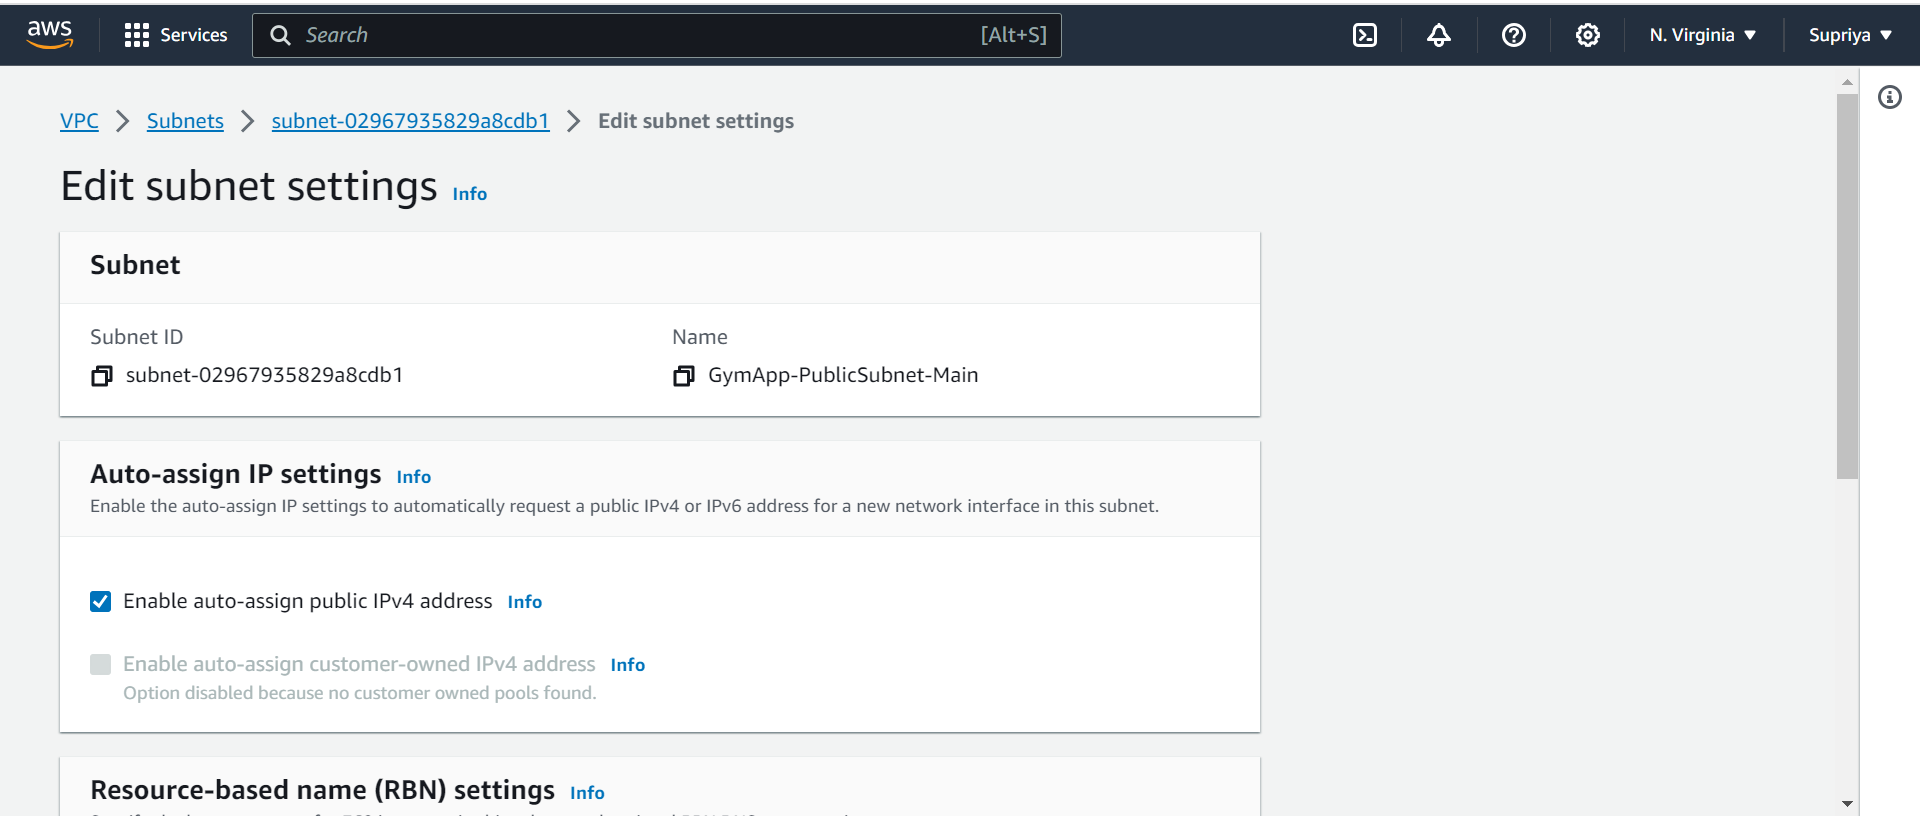 aws Services Search [Alt+S] N. Virginia Supriya
VPC Subnets subnet-02967935829a8cdb1 Edit subnet settings
Edit subnet settings Info
Subnet
Subnet ID Name
subnet-02967935829a8cdb1 GymApp-PublicSubnet-Main
Auto-assign IP settings Info
Enable the auto-assign IP settings to automatically request a public IPv4 or IPv6 address for a new network interface in this subnet.
Enable auto-assign public IPv4 address Info
Enable auto-assign customer-owned IPv4 address Info
Option disabled because no customer owned pools found.
Resource-based name (RBN) settings Info